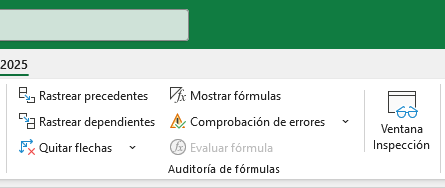 2025
Rastrear precedentes
Mostrar fórmulas
Rastrear dependientes
Comprobación de errores
Quitar flechas
Evaluar fórmula
Ventana
Inspección
Auditoría de fórmulas